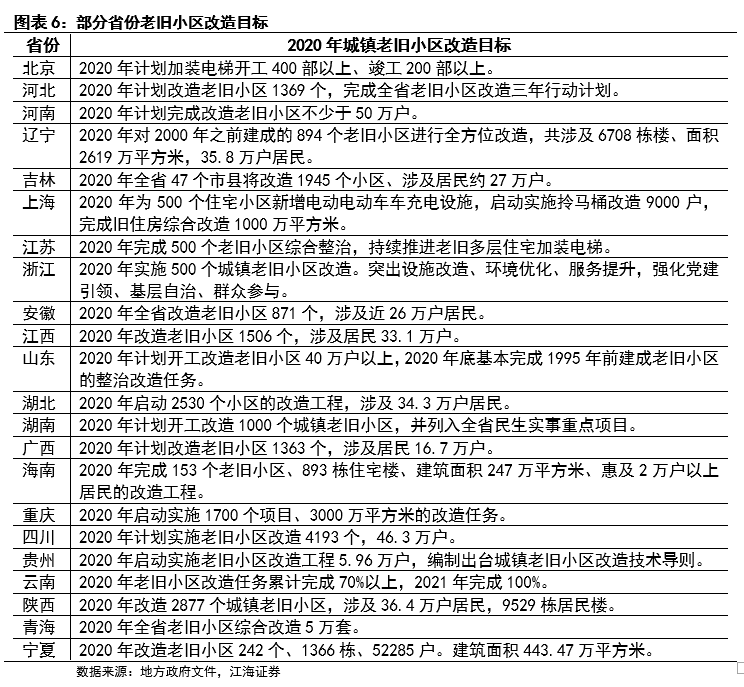 图表 6：部分省份老旧小区改造目标
省份 2020 年城镇老旧小区改造目标
北京 2020 年计划加装电梯开工 400 部以上、竣工 200 部以上。
河北 2020 年计划改造老旧小区 1369 个，完成全省老旧小区改造三年行动计划。
河南 2020 年计划完成改造老旧小区不少于 50 万户。
辽宁 2020 年对 2000 年之前建成的 894 个老旧小区进行全方位改造，共涉及 6708 栋楼、面积
2619 万平方米，35.8 万户居民。
吉林 2020 年全省 47 个市县将改造 1945 个小区、涉及居民约 27 万户。
上海 2020 年为 500 个住宅小区新增电动电动车车充电设施，启动实施拎马桶改造 9000 户，
完成旧住房综合改造 1000 万平方米。
江苏 2020 年完成 500 个老旧小区综合整治，持续推进老旧多层住宅加装电梯。
浙江 2020 年实施 500 个城镇老旧小区改造。突出设施改造、环境优化、服务提升，强化党建
引领、基层自治、群众参与。
安徽 2020 年全省改造老旧小区 871 个，涉及近 26 万户居民。
江西 2020 年改造老旧小区 1506 个，涉及居民 33.1 万户。
山东 2020 年计划开工改造老旧小区 40 万户以上，2020 年底基本完成 1995 年前建成老旧小区
的整治改造任务。
湖北 2020 年启动 2530 个小区的改造工程，涉及 34.3 万户居民。
湖南 2020 年计划开工改造 1000 个城镇老旧小区，并列入全省民生实事重点项目。
广西 2020 年计划改造老旧小区 1363 个，涉及居民 16.7 万户。
海南 2020 年完成 153 个老旧小区、893 栋住宅楼、建筑面积 247 万平方米、惠及 2 万户以上
居民的改造工程。
重庆 2020 年启动实施 1700 个项目、3000 万平方米的改造任务。
四川 2020 年计划实施老旧小区改造 4193 个，46.3 万户。
贵州 2020 年启动实施老旧小区改造工程 5.96 万户，编制出台城镇老旧小区改造技术导则。
云南 2020 年老旧小区改造任务累计完成 70%以上，2021 年完成 100%。
陕西 2020 年改造 2877 个城镇老旧小区，涉及 36.4 万户居民，9529 栋居民楼。
青海 2020 年全省老旧小区综合改造 5 万套。
宁夏 2020 年改造老旧小区 242 个、1366 栋、52285 户。建筑面积 443.47 万平方米。
数据来源：地方政府文件，江海证券